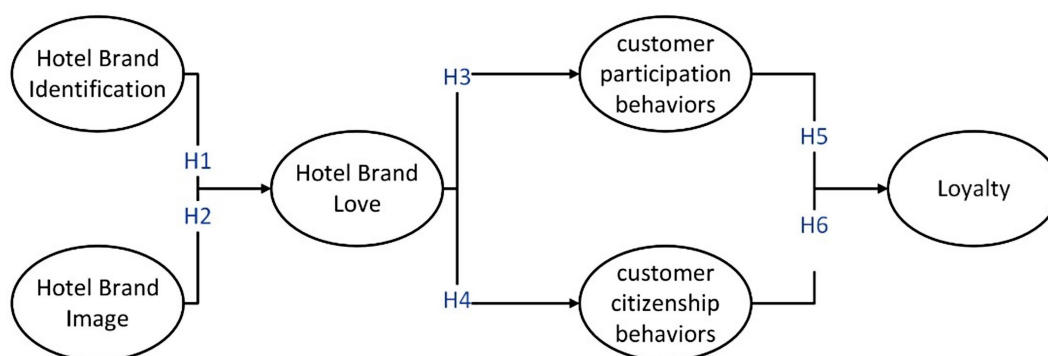 Hotel Brand
Identification
H1
H2
Hotel Brand
Image
Hotel Brand
Love
H3
H4
customer
participation
behaviors
customer
citizenship
behaviors
H5
H6
Loyalty